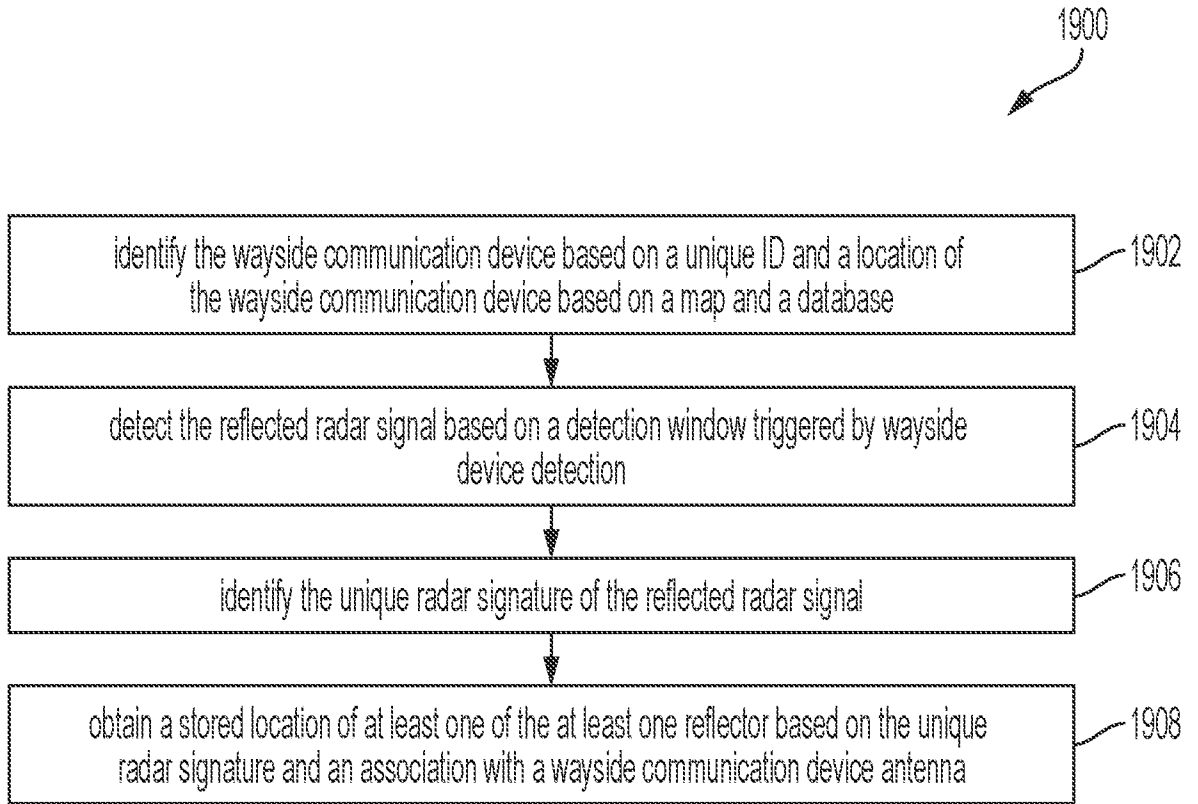 1900
identify the wayside communication device based on a unique ID and a location of
the wayside communication device based on a map and a database
1902
detect the reflected radar signal based on a detection window triggered by wayside
device detection
1904
identify the unique radar signature of the reflected radar signal
1906
obtain a stored location of at least one of the at least one reflector based on the unique
radar signature and an association with a wayside communication device antenna
1908